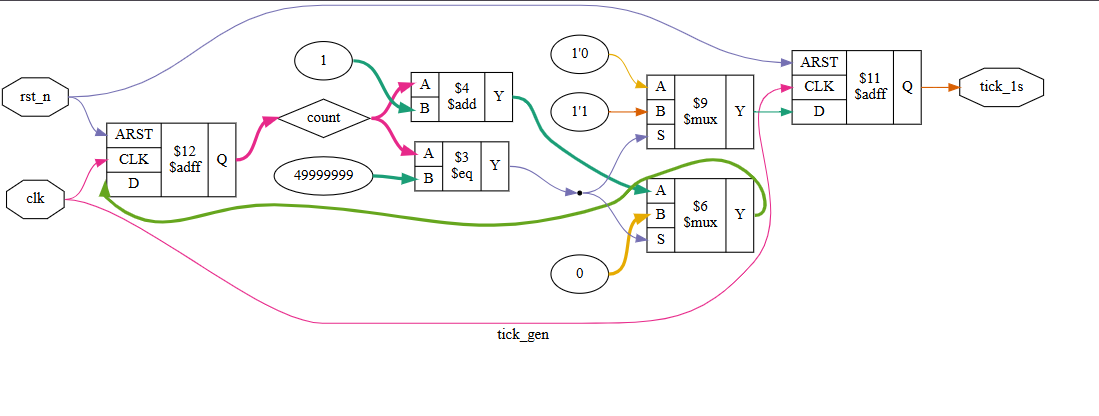 rst_n
clk
ARST
CLK
D
$12
$adff
Q
1
count
49999999
A
B
$4
$add
Y
A
B
$3
$eq
Y
1'0
1'1
0
A
B
S
$9
$mux
Y
A
B
S
$6
$mux
Y
ARST
CLK
D
$11
$adff
Q
tick_1s
tick_gen